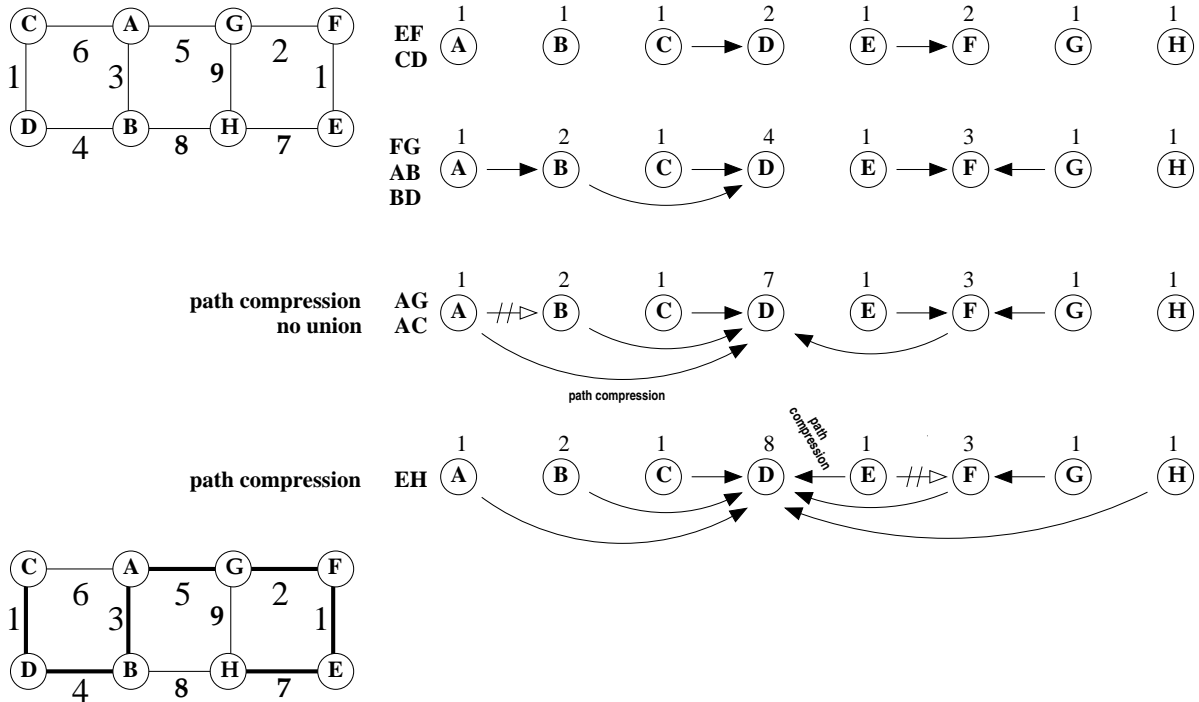 C A G F
6 5 2
1 3 9 1
D B H E
4 8 7
EF
CD
1 1 1 2 1 2 1 1
A B C D E F G H
FG
AB
BD
1 2 1 4 1 3 1 1
A B C D E F G H
path compression
no union
AG
AC
1 2 1 7 1 3 1 1
A B C D E F G H
path compression
path compression
EH
1 2 1 8 1 3 1 1
A B C D E F G H
path
compression
C A G F
6 5 2
1 3 9 1
D B H E
4 8 7